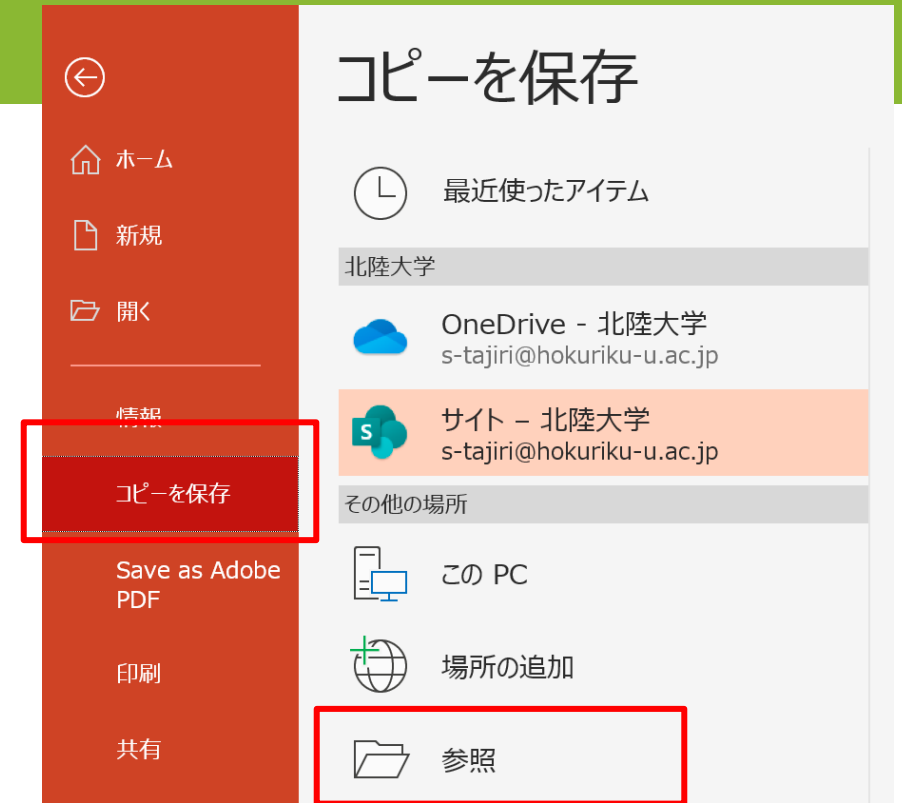 コピーを保存
ホーム
新規
開く
情報
コピーを保存
Save as Adobe
PDF
印刷
共有
最近使ったアイテム
北陸大学
OneDrive - 北陸大学
s-tajiri@hokuriku-u.ac.jp
サイト – 北陸大学
s-tajiri@hokuriku-u.ac.jp
その他の場所
この PC
場所の追加
参照